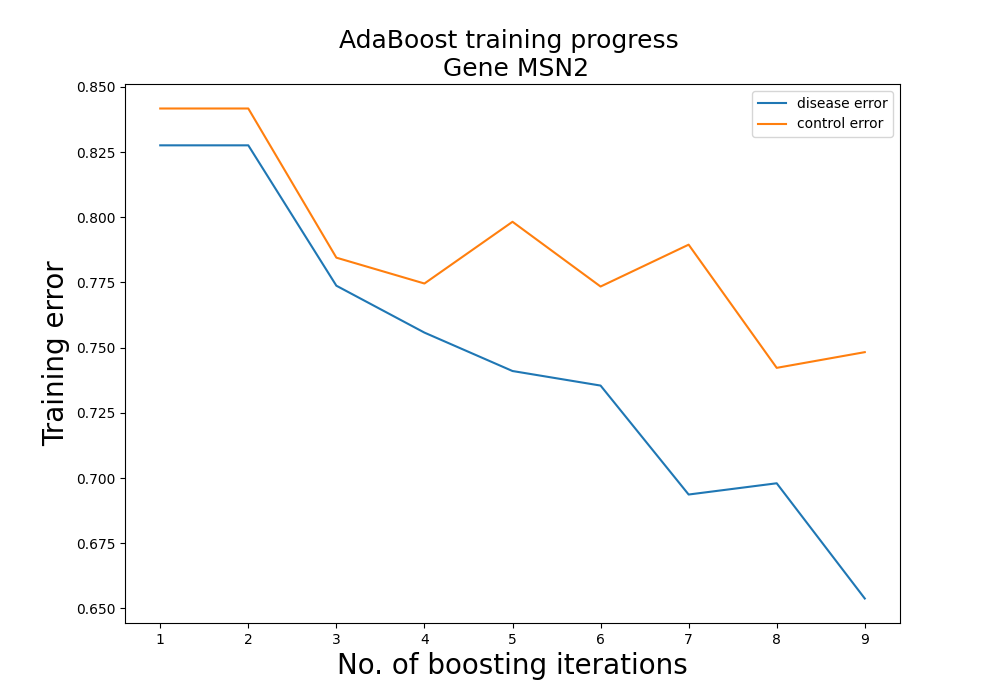 AdaBoost training progress
Gene MSN2
disease error
control error
Training error
0.850
0.825
0.800
0.775
0.750
0.725
0.700
0.675
0.650
1 2 3 4 5 6 7 8 9
No. of boosting iterations